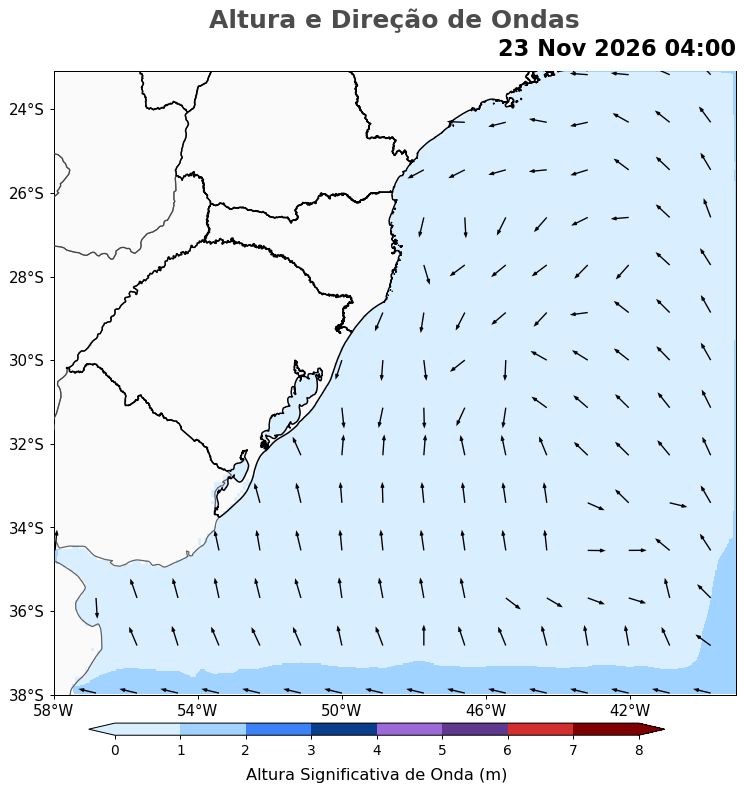 Altura e Direção de Ondas
23 Nov 2026 04:00
24°S
26°S
28°S
30°S
32°S
34°S
36°S
38°S
58°W 54°W 50°W 46°W 42°W
0 1 2 3 4 5 6 7 8
Altura Significativa de Onda (m)